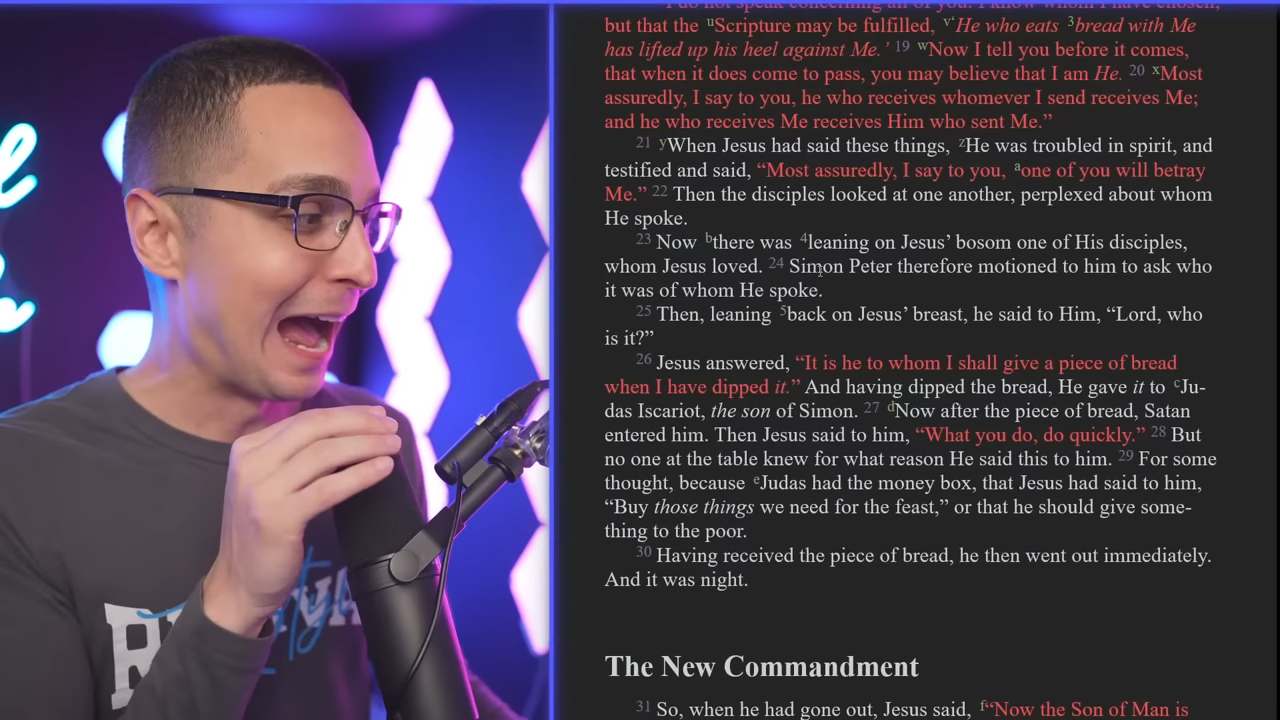 I do not speak concerning all of you. I know whom I have chosen,
but that the uScripture may be fulfilled, v‘He who eats 3bread with Me
has lifted up his heel against Me.’ 19 wNow I tell you before it comes,
that when it does come to pass, you may believe that I am He. 20 xMost
assuredly, I say to you, he who receives whomever I send receives Me;
and he who receives Me receives Him who sent Me.”
21 yWhen Jesus had said these things, zHe was troubled in spirit, and
testified and said, “Most assuredly, I say to you, aone of you will betray
Me.” 22 Then the disciples looked at one another, perplexed about whom
He spoke.
23 Now bthere was 4leaning on Jesus’ bosom one of His disciples,
whom Jesus loved. 24 Simon Peter therefore motioned to him to ask who
it was of whom He spoke.
25 Then, leaning 5back on Jesus’ breast, he said to Him, “Lord, who
is it?”
26 Jesus answered, “It is he to whom I shall give a piece of bread
when I have dipped it.” And having dipped the bread, He gave it to cJu-
das Iscariot, the son of Simon. 27 dNow after the piece of bread, Satan
entered him. Then Jesus said to him, “What you do, do quickly.” 28 But
no one at the table knew for what reason He said this to him. 29 For some
thought, because eJudas had the money box, that Jesus had said to him,
“Buy those things we need for the feast,” or that he should give some-
thing to the poor.
30 Having received the piece of bread, he then went out immediately.
And it was night.
The New Commandment
31 So, when he had gone out, Jesus said, f“Now the Son of Man is